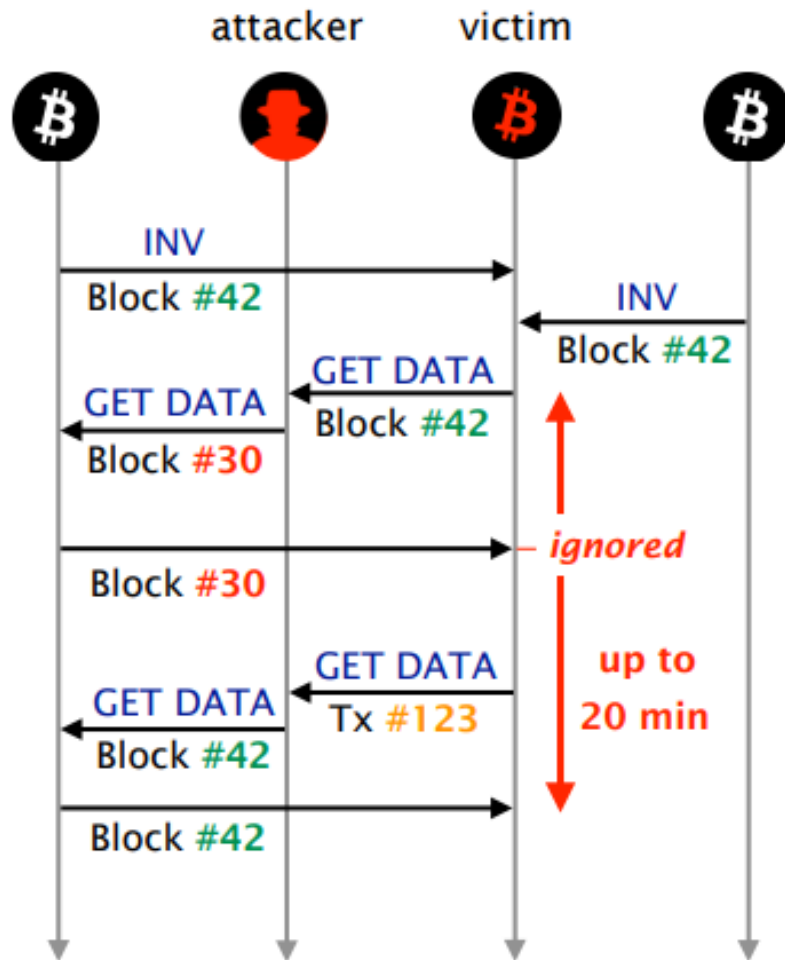 attacker victim
INV
Block #42
INV
Block #42
GET DATA
Block #42
GET DATA
Block #30
ignored
Block #30
GET DATA
Tx #123
up to
20 min
GET DATA
Block #42
Block #42